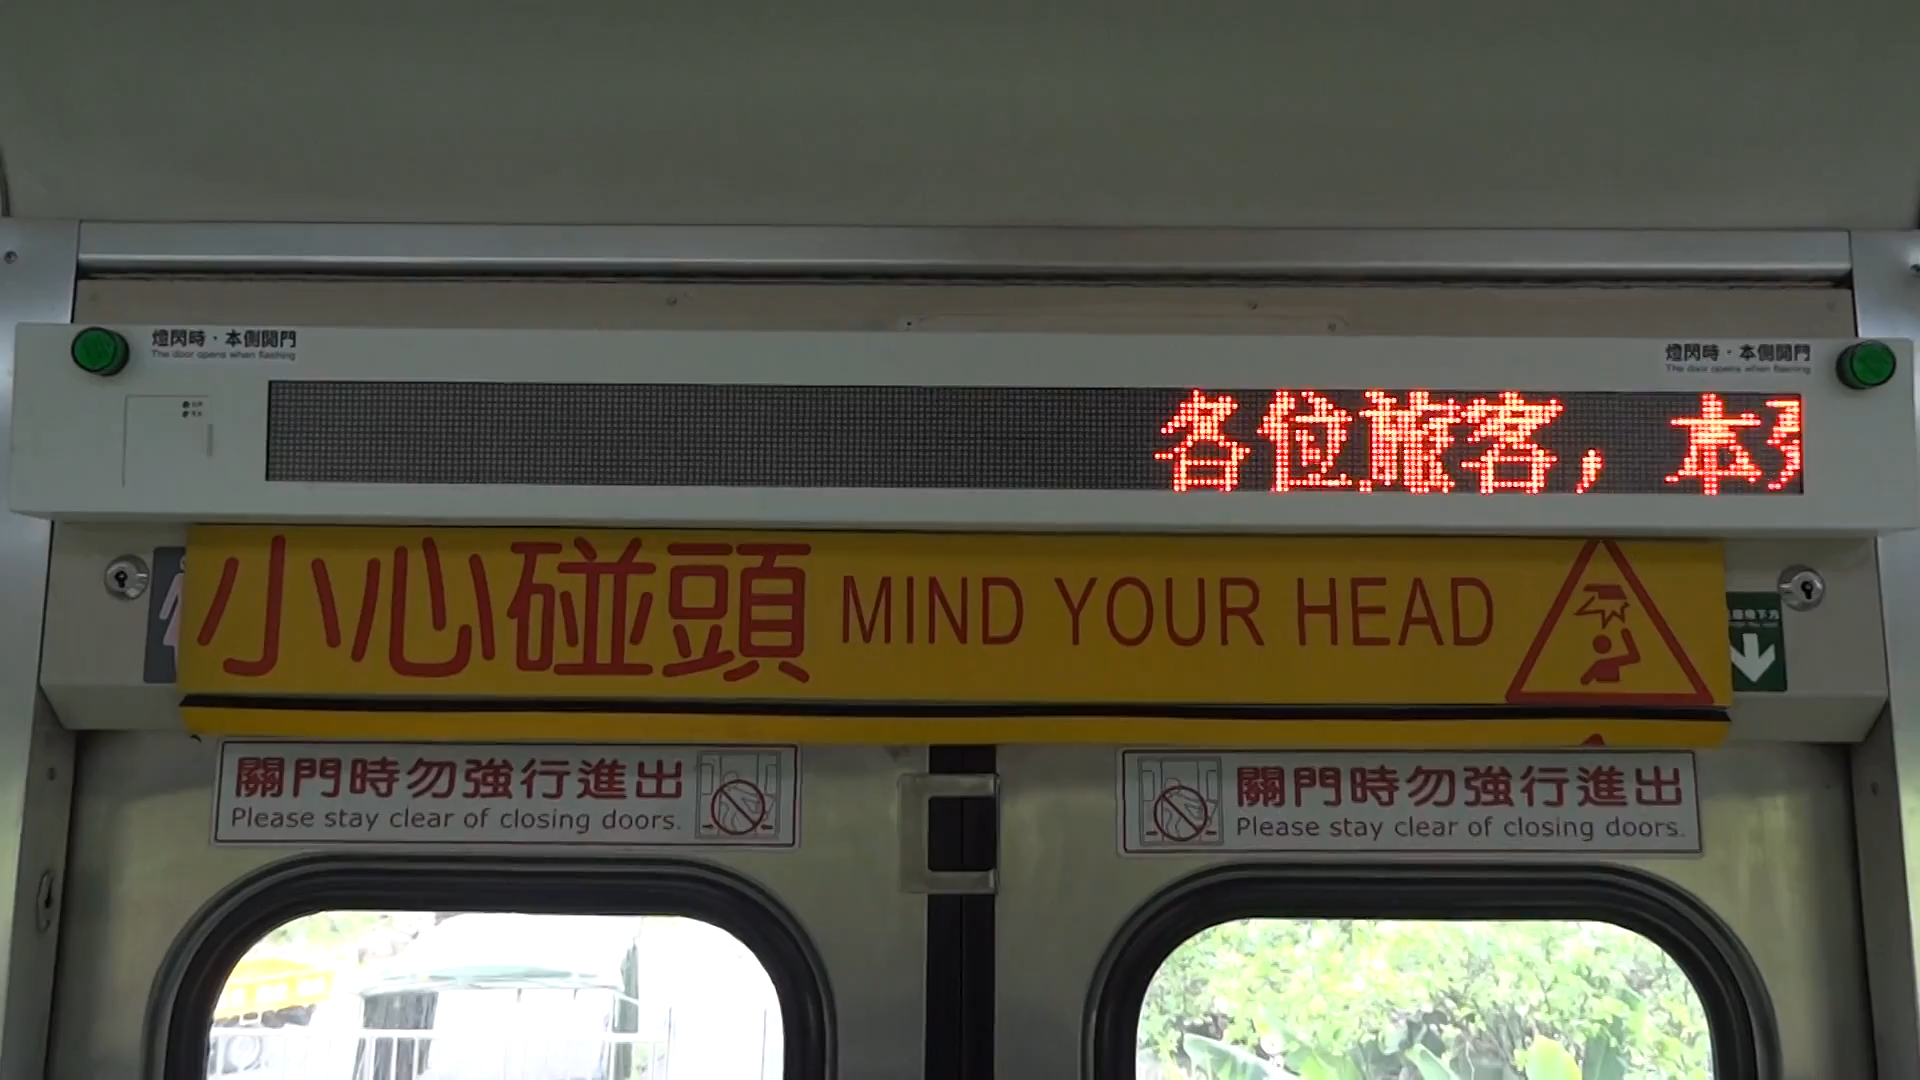 燈閃時・本側開門
The door opens when flashing
燈閃時・本側開門
The door opens when flashing
各位旅客，本
小心碰頭 MIND YOUR HEAD
關門時勿強行進出
Please stay clear of closing doors.
關門時勿強行進出
Please stay clear of closing doors.